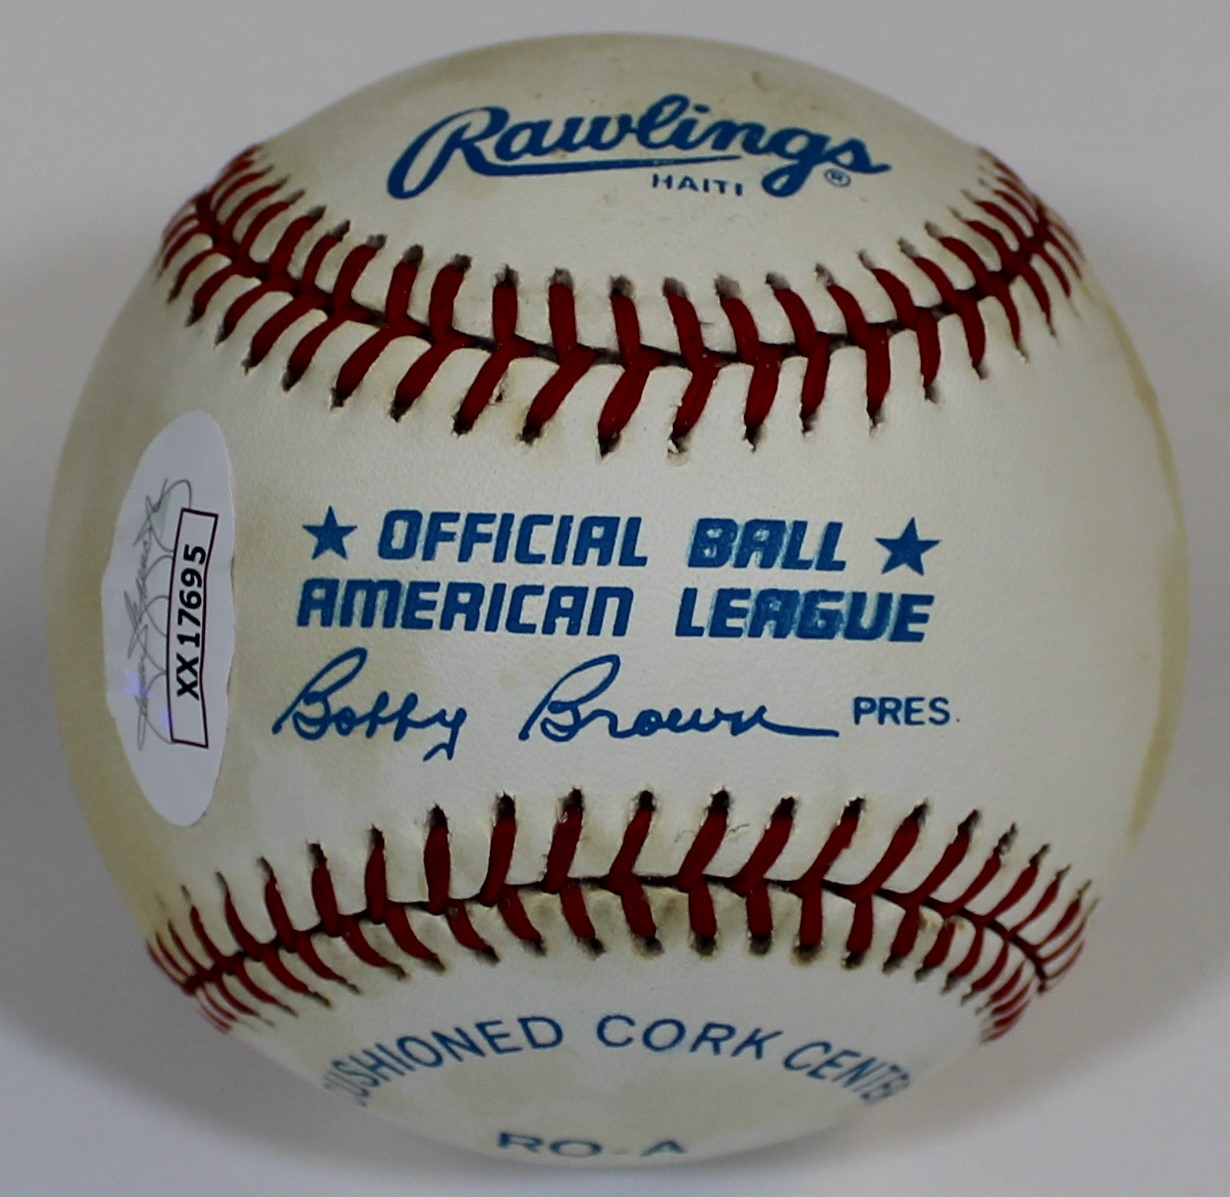 Rawlings®
HAITI
XX17695
★ OFFICIAL BALL ★
AMERICAN LEAGUE
Bobby Brown PRES.
CUSHIONED CORK CENTER
RO-A